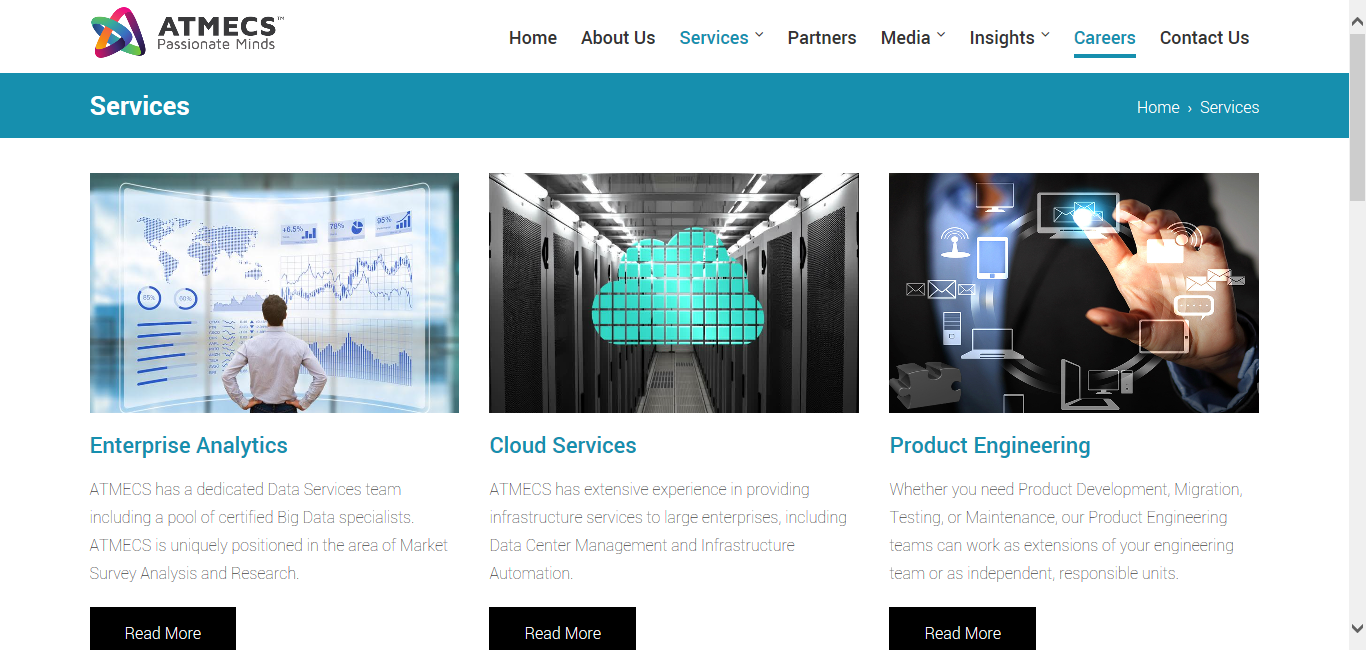 ATMECS™
Passionate Minds
Home About Us Services Partners Media Insights Careers Contact Us
Services
Home › Services
+6.5% 78% 95%
85%
Enterprise Analytics
ATMECS has a dedicated Data Services team
including a pool of certified Big Data specialists.
ATMECS is uniquely positioned in the area of Market
Survey Analysis and Research.
Read More
Cloud Services
ATMECS has extensive experience in providing
infrastructure services to large enterprises, including
Data Center Management and Infrastructure
Automation.
Read More
Product Engineering
Whether you need Product Development, Migration,
Testing, or Maintenance, our Product Engineering
teams can work as extensions of your engineering
team or as independent, responsible units.
Read More